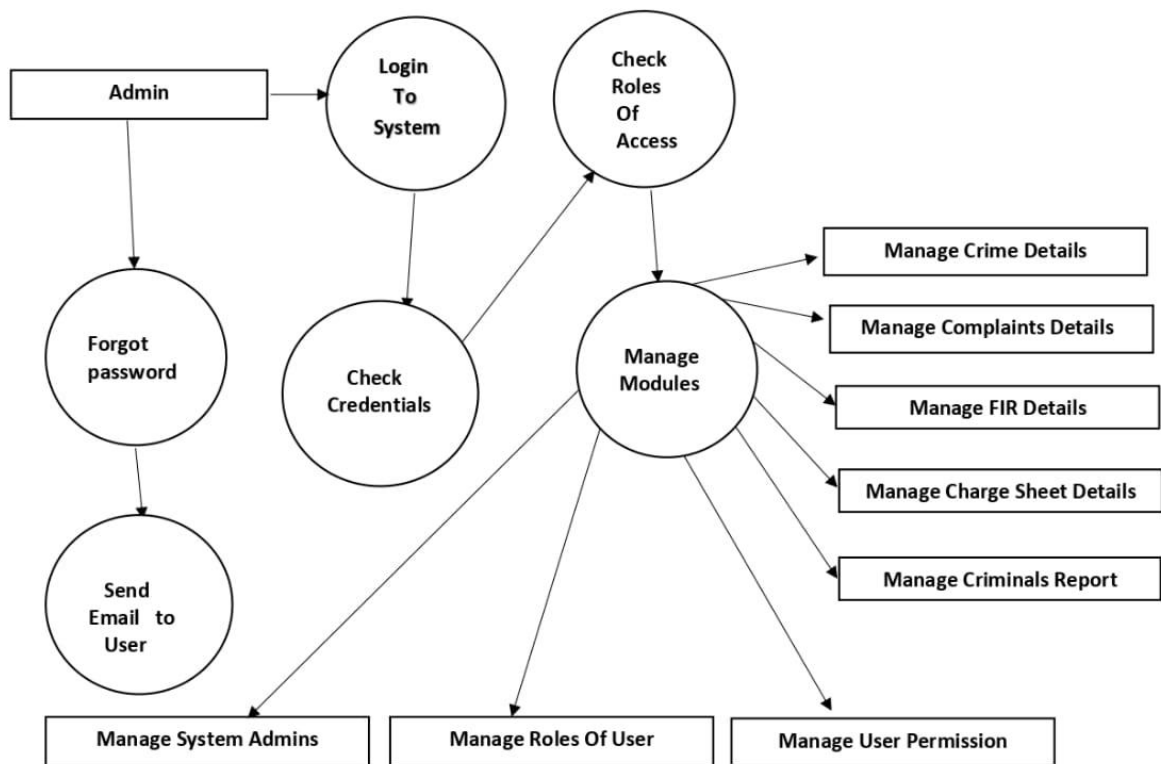 Admin
Login
To
System
Check
Roles
Of
Access
Manage Crime Details
Manage Complaints Details
Forgot
password
Check
Credentials
Manage
Modules
Manage FIR Details
Manage Charge Sheet Details
Manage Criminals Report
Send
Email to
User
Manage System Admins
Manage Roles Of User
Manage User Permission